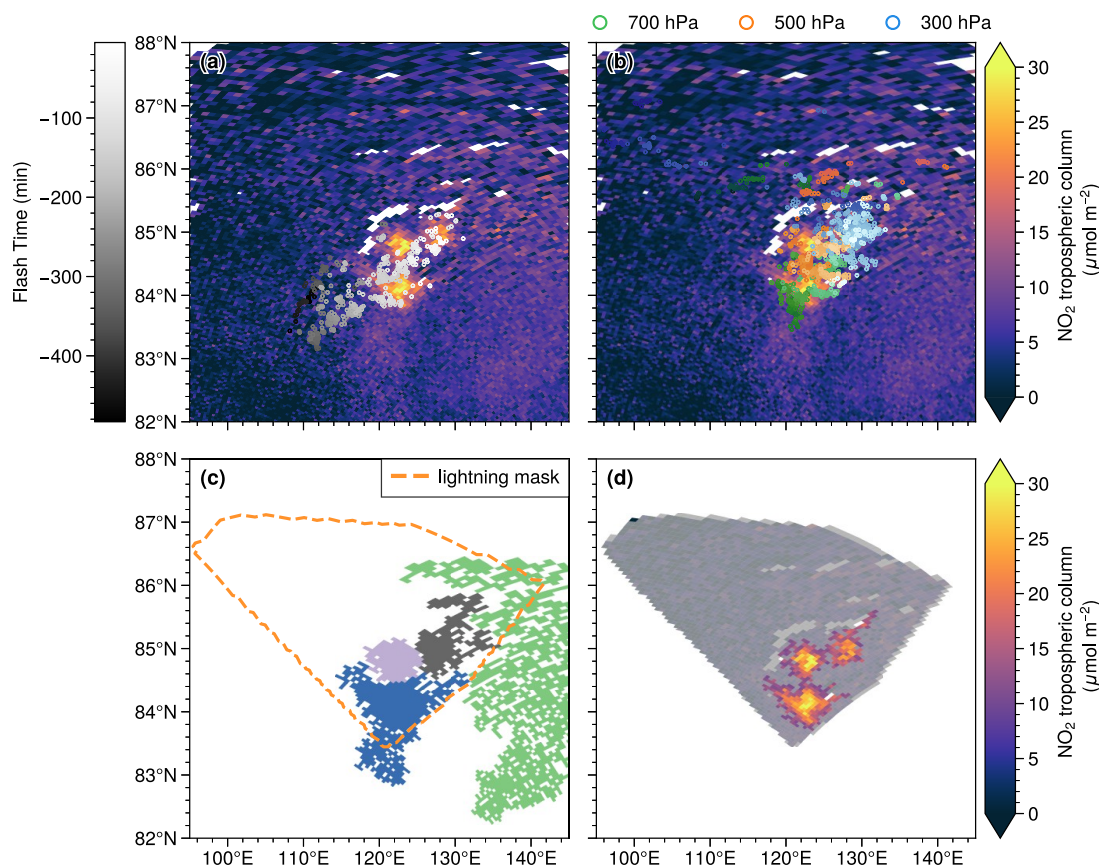 700 hPa 500 hPa 300 hPa
(a) (b)
88°N
87°N
86°N
85°N
84°N
83°N
82°N
−100
−200
−300
−400
Flash Time (min)
30
25
20
15
10
5
0
NO₂ tropospheric column
(μmol m⁻²)
(c) lightning mask (d)
88°N
87°N
86°N
85°N
84°N
83°N
82°N
100°E 110°E 120°E 130°E 140°E
100°E 110°E 120°E 130°E 140°E
30
25
20
15
10
5
0
NO₂ tropospheric column
(μmol m⁻²)